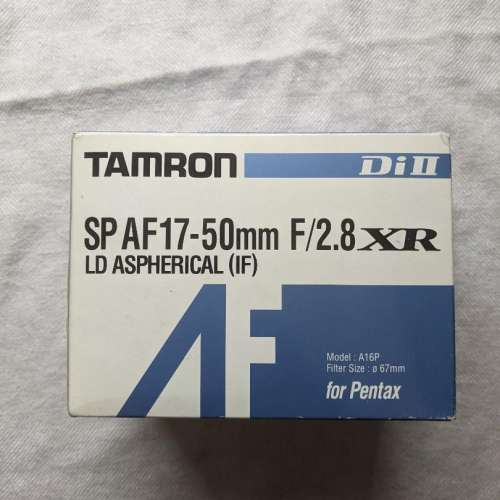 TAMRON Di II
SP AF17-50mm F/2.8 XR
LD ASPHERICAL (IF)
AF
Model : A16P
Filter Size : ø 67mm
for Pentax